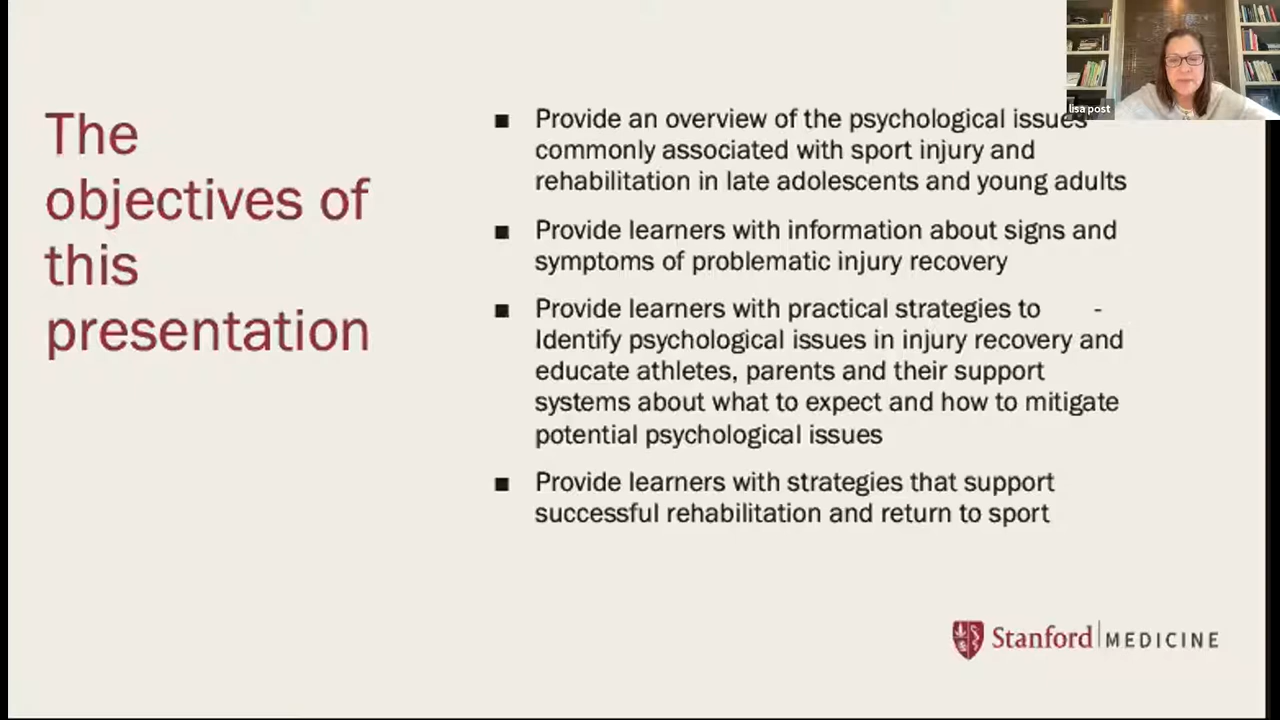 The
objectives of
this
presentation
■ Provide an overview of the psychological issues
commonly associated with sport injury and
rehabilitation in late adolescents and young adults
■ Provide learners with information about signs and
symptoms of problematic injury recovery
■ Provide learners with practical strategies to -
Identify psychological issues in injury recovery and
educate athletes, parents and their support
systems about what to expect and how to mitigate
potential psychological issues
■ Provide learners with strategies that support
successful rehabilitation and return to sport
lisa post
Stanford MEDICINE